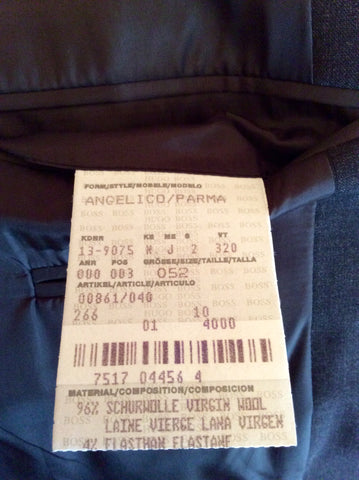 FORM/STYLE/MODELE/MODELO
ANGELICO/PARMA
KDNR KE ME S VT
13-9075 N. J 2 320
ANR POS GRÖSSE/SIZE/TAILLE/TALLA
000 003 052
ARTIKEL/ARTICLE/ARTICULO
00861/040
266 10
01 4000
7517 04456 4
MATERIAL/COMPOSITION/COMPOSICION
96% SCHURWOLLE VIRGIN WOOL
LAINE VIERGE LANA VIRGEN
4% ELASTHAN ELASTANE